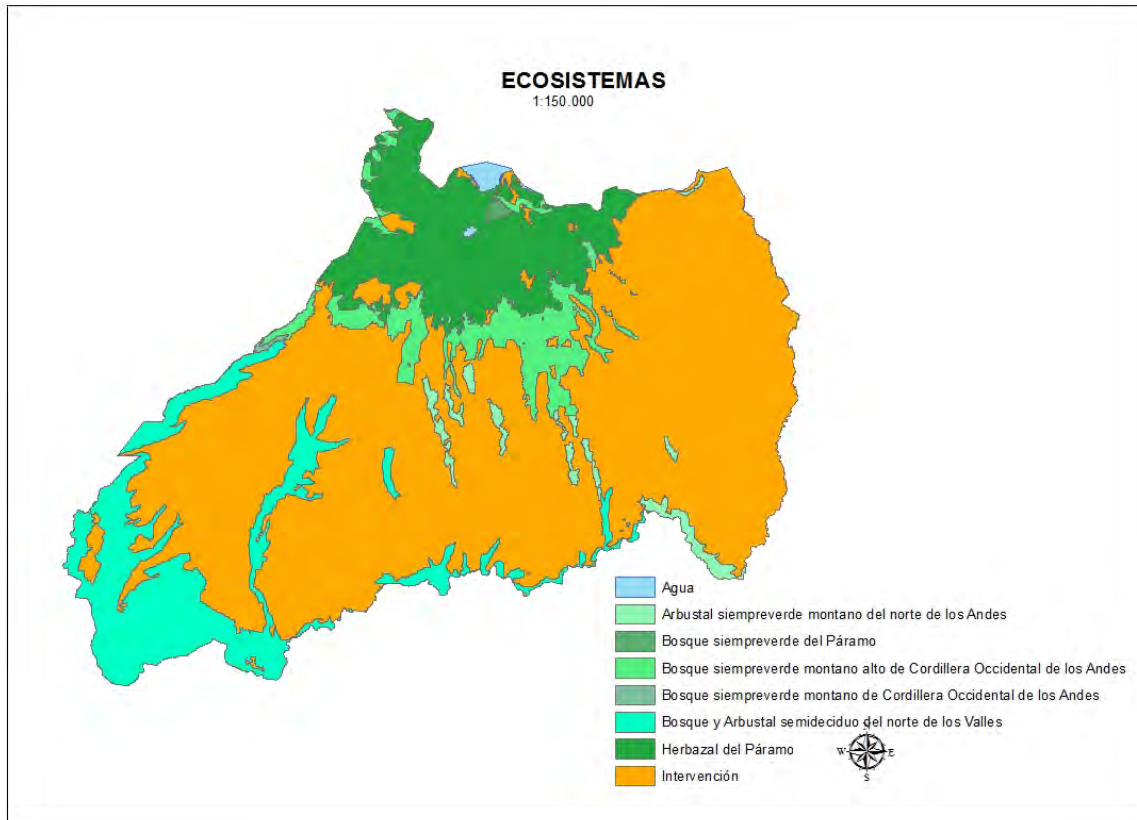 ECOSISTEMAS
1:150.000
Agua
Arbustal siempreverde montano del norte de los Andes
Bosque siempreverde del Páramo
Bosque siempreverde montano alto de Cordillera Occidental de los Andes
Bosque siempreverde montano de Cordillera Occidental de los Andes
Bosque y Arbustal semideciduo del norte de los Valles
Herbazal del Páramo
Intervención
N
W E
S